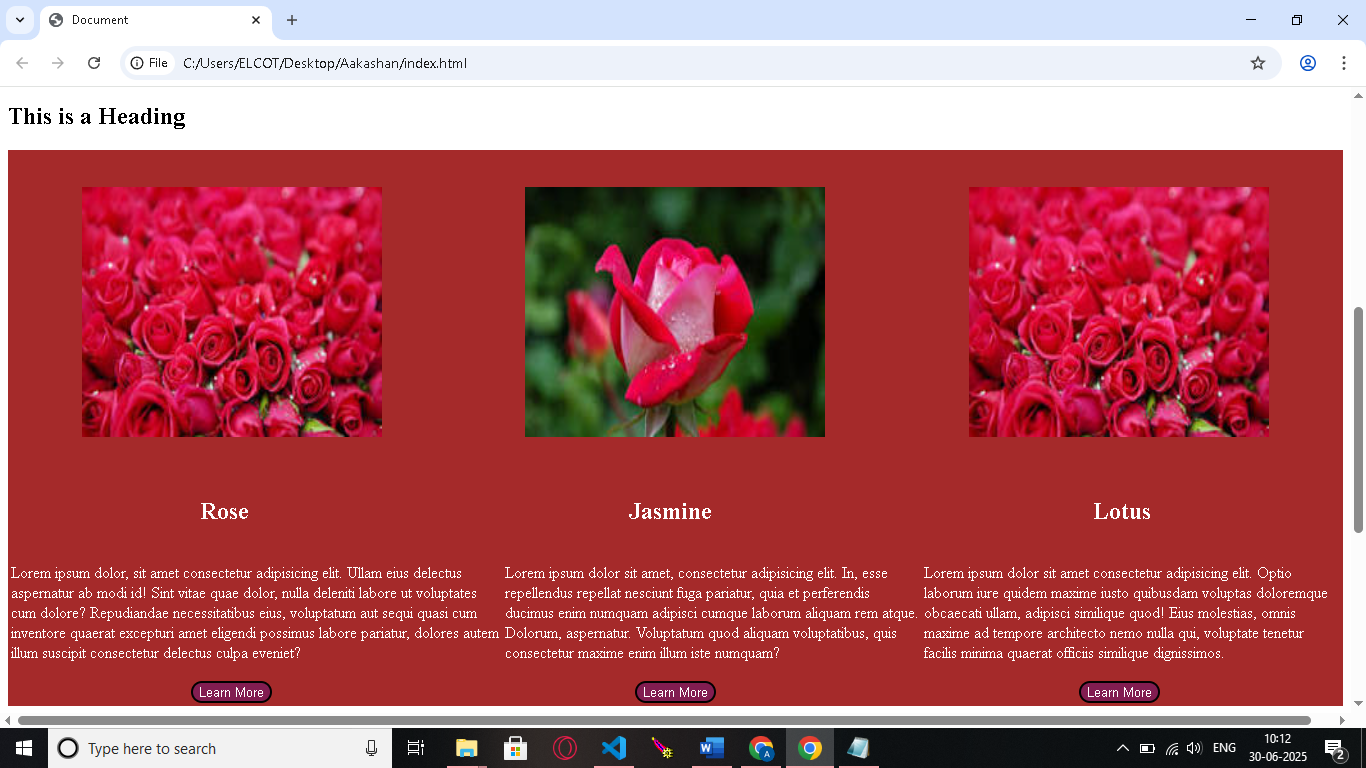 Document
File
C:/Users/ELCOT/Desktop/Aakashan/index.html
This is a Heading
Rose
Jasmine
Lotus
Lorem ipsum dolor, sit amet consectetur adipisicing elit. Ullam eius delectus
aspernatur ab modi id! Sint vitae quae dolor, nulla deleniti labore ut voluptates
cum dolore? Repudiandae necessitatibus eius, voluptatum aut sequi quasi cum
inventore quaerat excepturi amet eligendi possimus labore pariatur, dolores autem
illum suscipit consectetur delectus culpa eveniet?
Lorem ipsum dolor sit amet, consectetur adipisicing elit. In, esse
repellendus repellat nesciunt fuga pariatur, quia et perferendis
ducimus enim numquam adipisci cumque laborum aliquam rem atque.
Dolorum, aspernatur. Voluptatum quod aliquam voluptatibus, quis
consectetur maxime enim illum iste numquam?
Lorem ipsum dolor sit amet consectetur adipisicing elit. Optio
laborum iure quidem maxime iusto quibusdam voluptas doloremque
obcaecati ullam, adipisci similique quod! Eius molestias, omnis
maxime ad tempore architecto nemo nulla qui, voluptate tenetur
facilis minima quaerat officiis similique dignissimos.
Learn More
Learn More
Learn More
Type here to search
W
A
ENG
10:12
30-06-2025
2